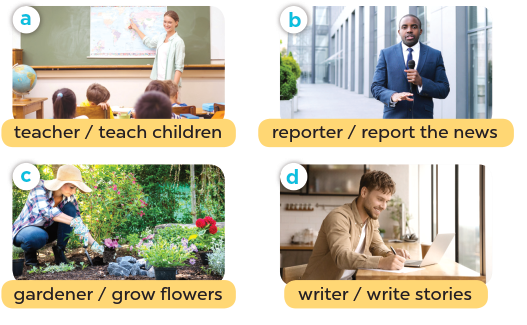 a
b
teacher / teach children
reporter / report the news
c
d
gardener / grow flowers
writer / write stories